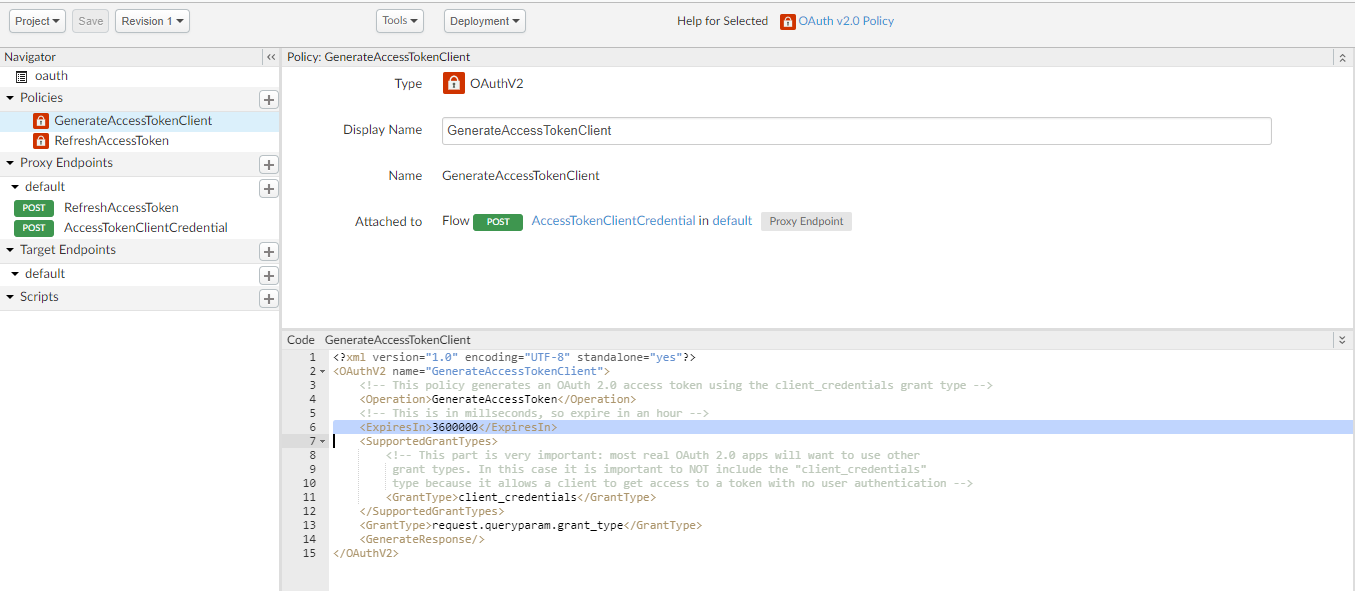 Project Save Revision 1 Tools Deployment Help for Selected OAuth v2.0 Policy
Navigator
oauth
Policies
GenerateAccessTokenClient
RefreshAccessToken
Proxy Endpoints
default
POST RefreshAccessToken
POST AccessTokenClientCredential
Target Endpoints
default
Scripts
Policy: GenerateAccessTokenClient
Type OAuthV2
Display Name GenerateAccessTokenClient
Name GenerateAccessTokenClient
Attached to Flow POST AccessTokenClientCredential in default Proxy Endpoint
Code GenerateAccessTokenClient
1 <?xml version="1.0" encoding="UTF-8" standalone="yes"?>
2 <OAuthV2 name="GenerateAccessTokenClient">
3 <!-- This policy generates an OAuth 2.0 access token using the client_credentials grant type -->
4 <Operation>GenerateAccessToken</Operation>
5 <!-- This is in millseconds, so expire in an hour -->
6 <ExpiresIn>3600000</ExpiresIn>
7 <SupportedGrantTypes>
8 <!-- This part is very important: most real OAuth 2.0 apps will want to use other
9 grant types. In this case it is important to NOT include the "client_credentials"
10 type because it allows a client to get access to a token with no user authentication -->
11 <GrantType>client_credentials</GrantType>
12 </SupportedGrantTypes>
13 <GrantType>request.queryparam.grant_type</GrantType>
14 <GenerateResponse/>
15 </OAuthV2>